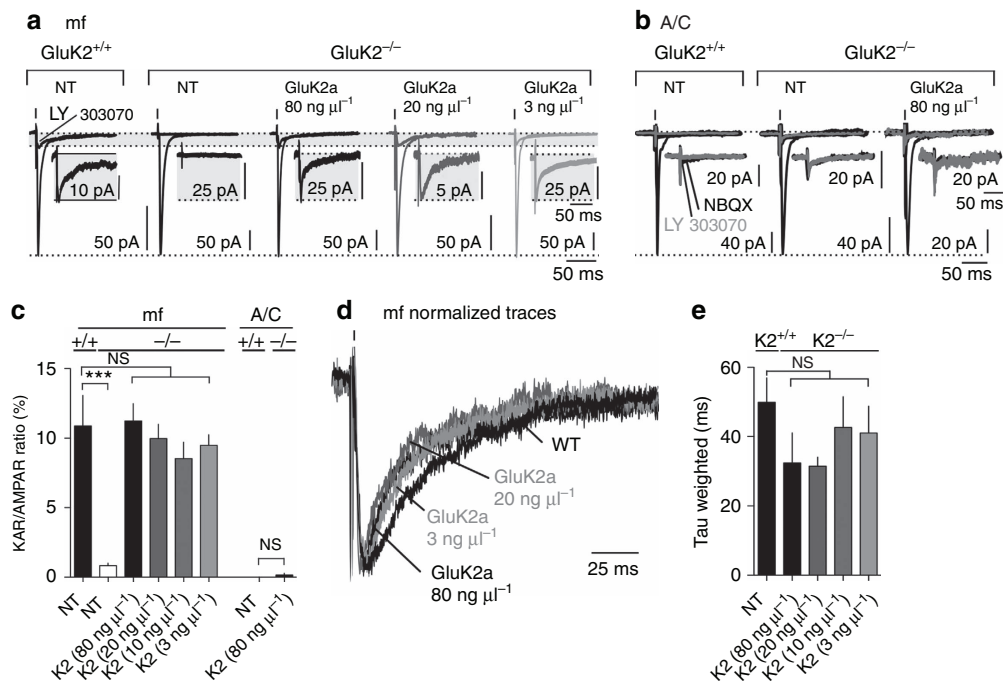 a mf
GluK2+/+
GluK2−/−
NT
NT
GluK2a
80 ng µl−1
GluK2a
20 ng µl−1
GluK2a
3 ng µl−1
LY 303070
10 pA
25 pA
25 pA
5 pA
25 pA
50 ms
50 pA
50 pA
50 pA
50 pA
50 pA
50 ms
b A/C
GluK2+/+
GluK2−/−
NT
NT
GluK2a
80 ng µl−1
20 pA
20 pA
20 pA
50 ms
NBQX
LY 303070
40 pA
40 pA
20 pA
50 ms
c
mf
A/C
+/+
−/−
+/+
−/−
NS
***
NS
KAR/AMPAR ratio (%)
15
10
5
0
NT
NT
K2 (80 ng µl−1)
K2 (20 ng µl−1)
K2 (10 ng µl−1)
K2 (3 ng µl−1)
NT
K2 (80 ng µl−1)
d mf normalized traces
WT
GluK2a
20 ng µl−1
GluK2a
3 ng µl−1
GluK2a
80 ng µl−1
25 ms
e
K2+/+
K2−/−
NS
Tau weighted (ms)
60
40
20
0
NT
K2 (80 ng µl−1)
K2 (20 ng µl−1)
K2 (10 ng µl−1)
K2 (3 ng µl−1)